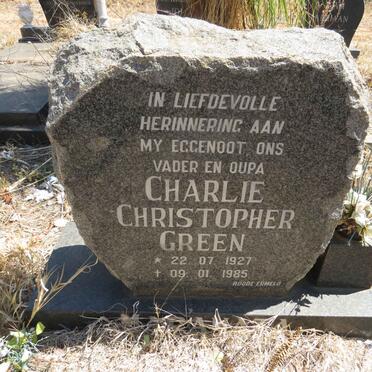 IN LIEFDEVOLLE
HERINNERING AAN
MY EGGENOOT, ONS
VADER EN OUPA
CHARLIE
CHRISTOPHER
GREEN
* 22. 07. 1927
† 09. 01. 1985
ROODE ERMELO